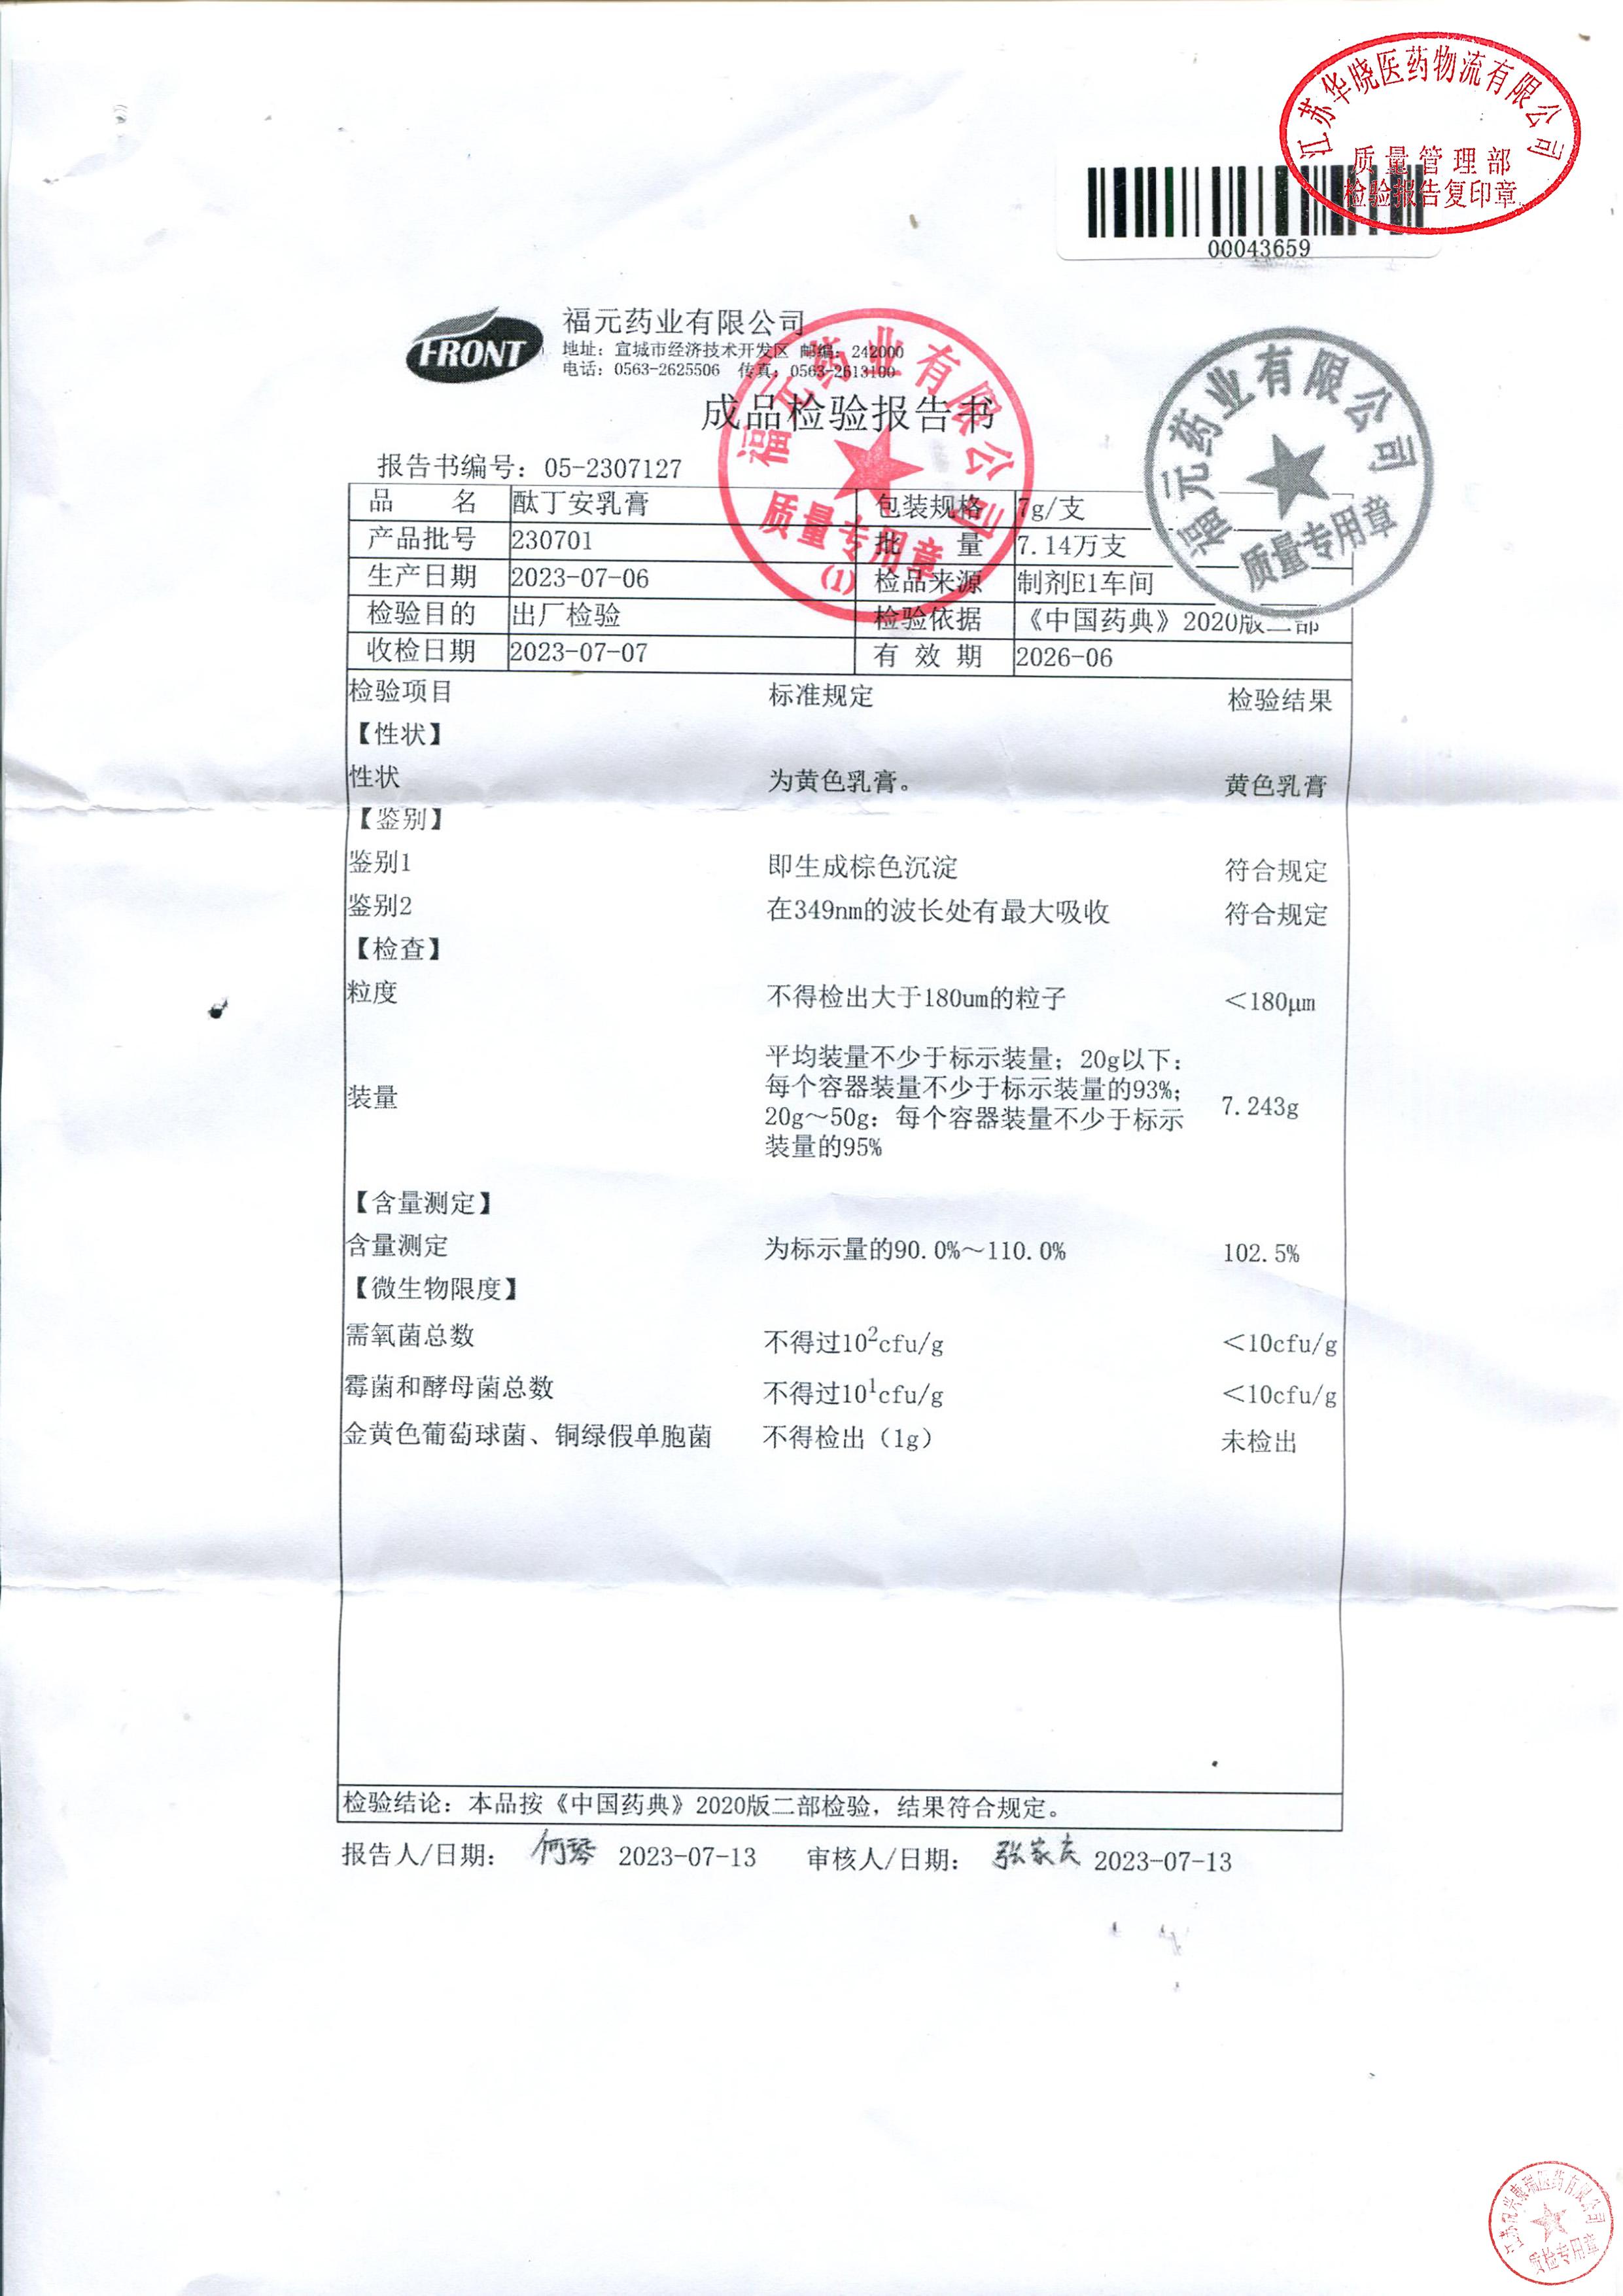 江苏华晓医药物流有限公司
质量管理部
检验报告复印章
00043659
FRONT
福元药业有限公司
地址：宣城市经济技术开发区 邮编：242000
电话：0563-2625506 传真：0563-2613100
成品检验报告书
福元药业有限公司
质量专用章
(1)
福元药业有限公司
质量专用章
报告书编号：05-2307127
品 名 酞丁安乳膏 包装规格 7g/支
产品批号 230701 批 量 7.14万支
生产日期 2023-07-06 检品来源 制剂E1车间
检验目的 出厂检验 检验依据 《中国药典》2020版二部
收检日期 2023-07-07 有 效 期 2026-06
检验项目 标准规定 检验结果
【性状】
性状 为黄色乳膏。 黄色乳膏
【鉴别】
鉴别1 即生成棕色沉淀 符合规定
鉴别2 在349nm的波长处有最大吸收 符合规定
【检查】
粒度 不得检出大于180um的粒子 ＜180μm
装量 平均装量不少于标示装量；20g以下：
每个容器装量不少于标示装量的93%；
20g～50g：每个容器装量不少于标示
装量的95%
7.243g
【含量测定】
含量测定 为标示量的90.0%～110.0% 102.5%
【微生物限度】
需氧菌总数 不得过10²cfu/g ＜10cfu/g
霉菌和酵母菌总数 不得过10¹cfu/g ＜10cfu/g
金黄色葡萄球菌、铜绿假单胞菌 不得检出（1g） 未检出
检验结论：本品按《中国药典》2020版二部检验，结果符合规定。
报告人/日期： 何琴 2023-07-13 审核人/日期： 张家庆 2023-07-13
质检专用章